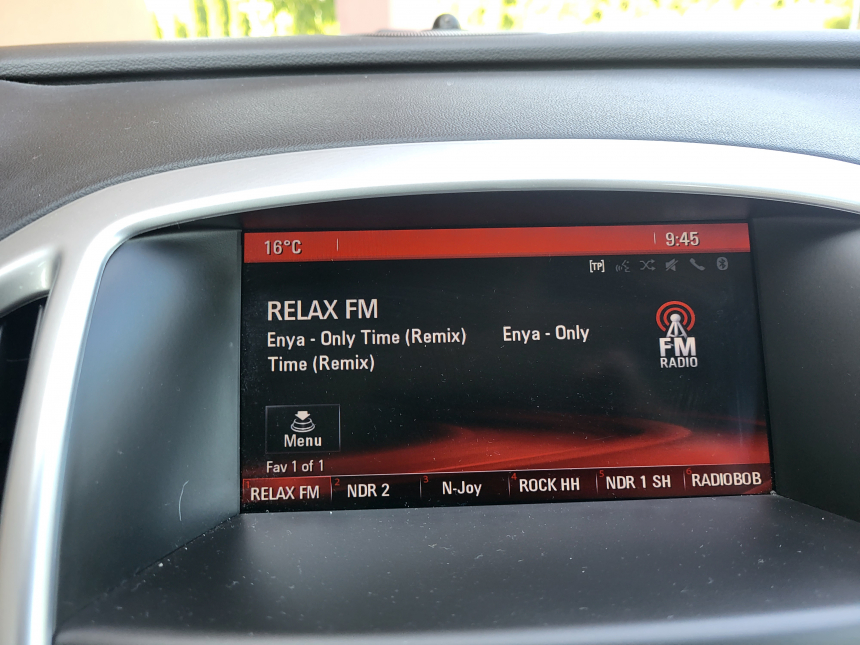 16°C 9:45
[TP]
RELAX FM
Enya - Only Time (Remix) Enya - Only
Time (Remix)
FM
RADIO
Menu
Fav 1 of 1
1 RELAX FM 2 NDR 2 3 N-Joy 4 ROCK HH 5 NDR 1 SH 6 RADIOBOB